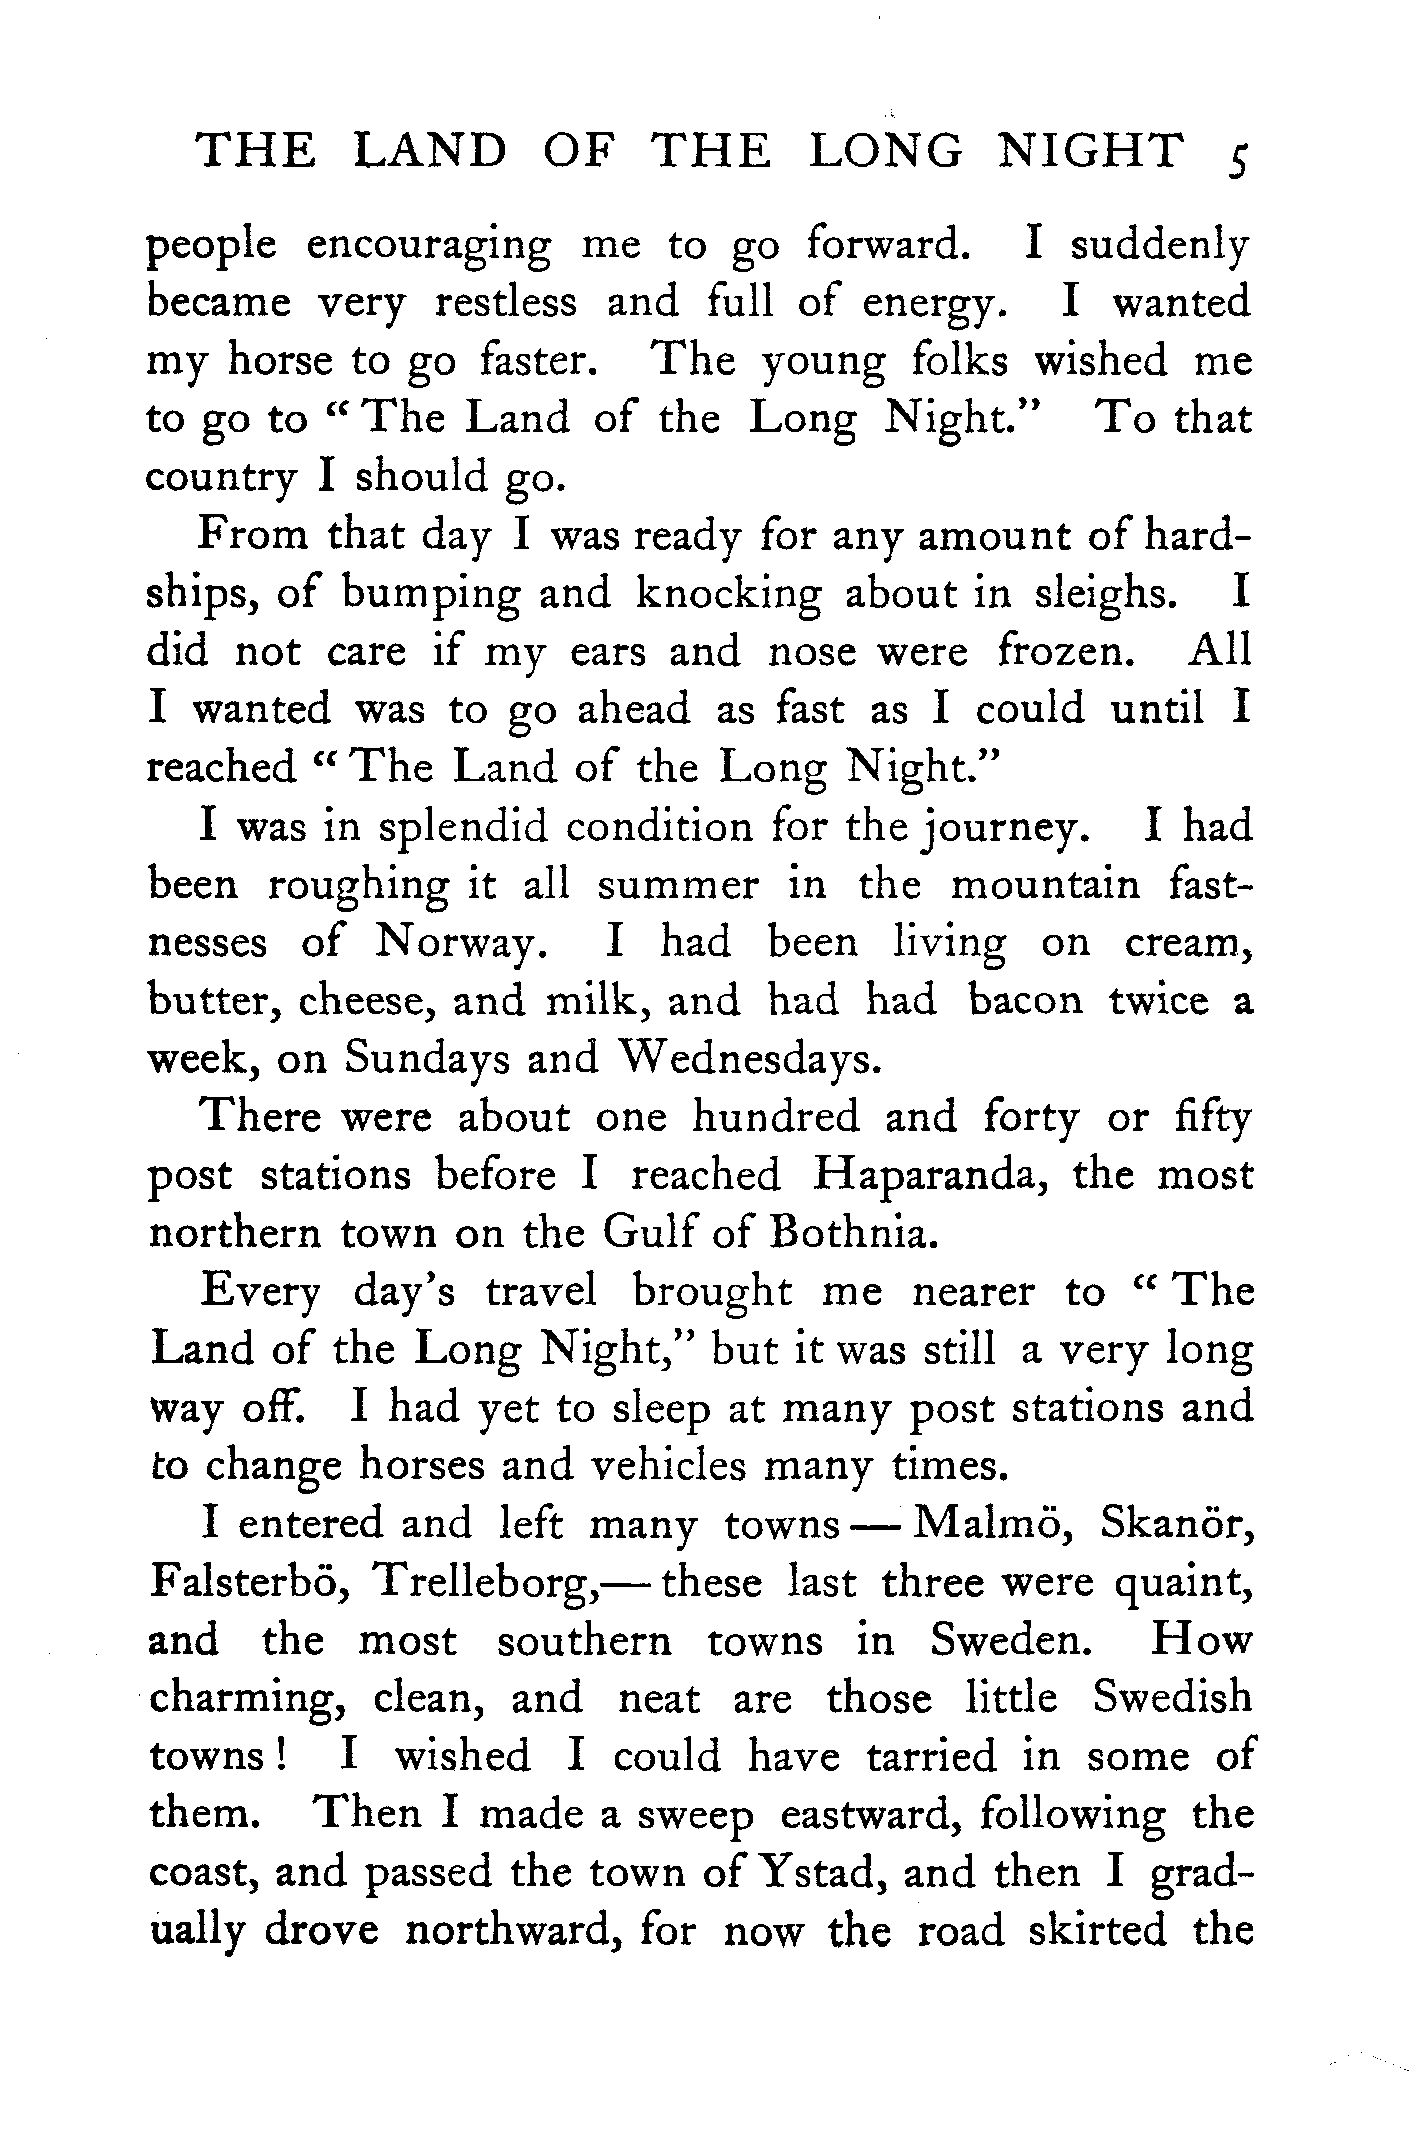 THE LAND OF THE LONG NIGHT 5
people encouraging me to go forward. I suddenly
became very restless and full of energy. I wanted
my horse to go faster. The young folks wished me
to go to “ The Land of the Long Night.” To that
country I should go.
From that day I was ready for any amount of hard-
ships, of bumping and knocking about in sleighs. I
did not care if my ears and nose were frozen. All
I wanted was to go ahead as fast as I could until I
reached “ The Land of the Long Night.”
I was in splendid condition for the journey. I had
been roughing it all summer in the mountain fast-
nesses of Norway. I had been living on cream,
butter, cheese, and milk, and had had bacon twice a
week, on Sundays and Wednesdays.
There were about one hundred and forty or fifty
post stations before I reached Haparanda, the most
northern town on the Gulf of Bothnia.
Every day’s travel brought me nearer to “ The
Land of the Long Night,” but it was still a very long
way off. I had yet to sleep at many post stations and
to change horses and vehicles many times.
I entered and left many towns — Malmö, Skanör,
Falsterbö, Trelleborg,— these last three were quaint,
and the most southern towns in Sweden. How
charming, clean, and neat are those little Swedish
towns ! I wished I could have tarried in some of
them. Then I made a sweep eastward, following the
coast, and passed the town of Ystad, and then I grad-
ually drove northward, for now the road skirted the